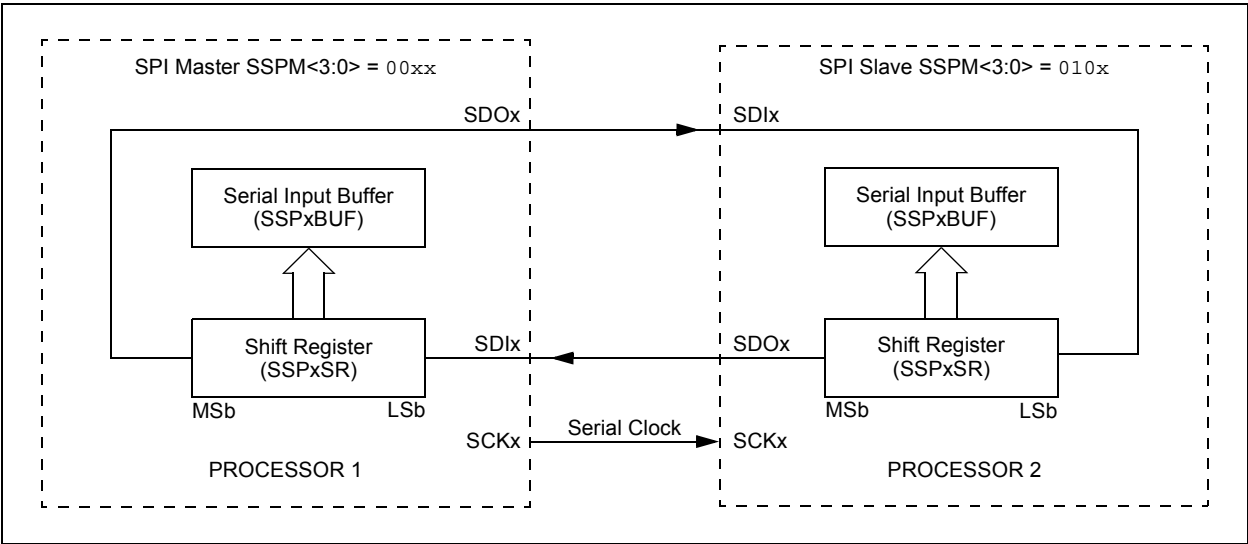 SPI Master SSPM<3:0> = 00xx
SDOx
Serial Input Buffer
(SSPxBUF)
Shift Register
(SSPxSR)
MSb
LSb
SDIx
SCKx
PROCESSOR 1
Serial Clock
SPI Slave SSPM<3:0> = 010x
SDIx
Serial Input Buffer
(SSPxBUF)
SDOx
Shift Register
(SSPxSR)
MSb
LSb
SCKx
PROCESSOR 2